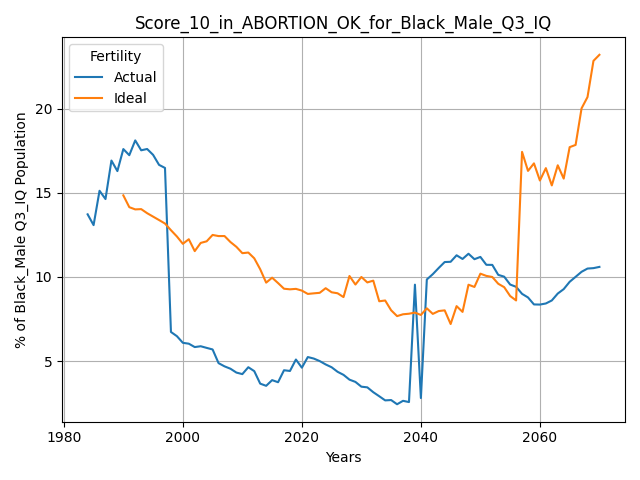 Score_10_in_ABORTION_OK_for_Black_Male_Q3_IQ
Fertility
Actual
Ideal
% of Black_Male Q3_IQ Population
20
15
10
5
1980
2000
2020
2040
2060
Years